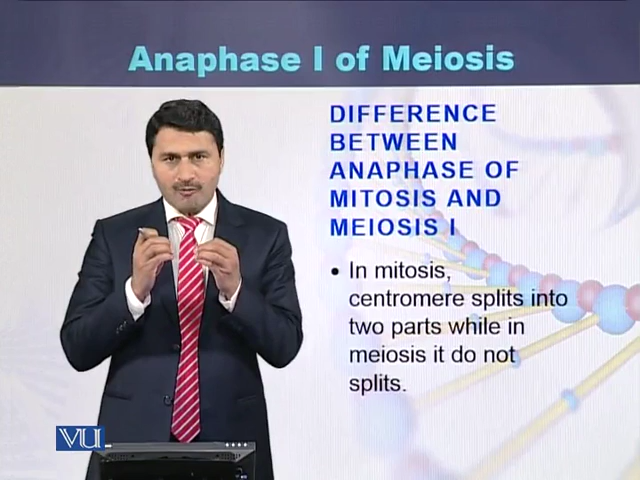 Anaphase I of Meiosis
DIFFERENCE
BETWEEN
ANAPHASE OF
MITOSIS AND
MEIOSIS I
• In mitosis,
centromere splits into
two parts while in
meiosis it do not
splits.
VU